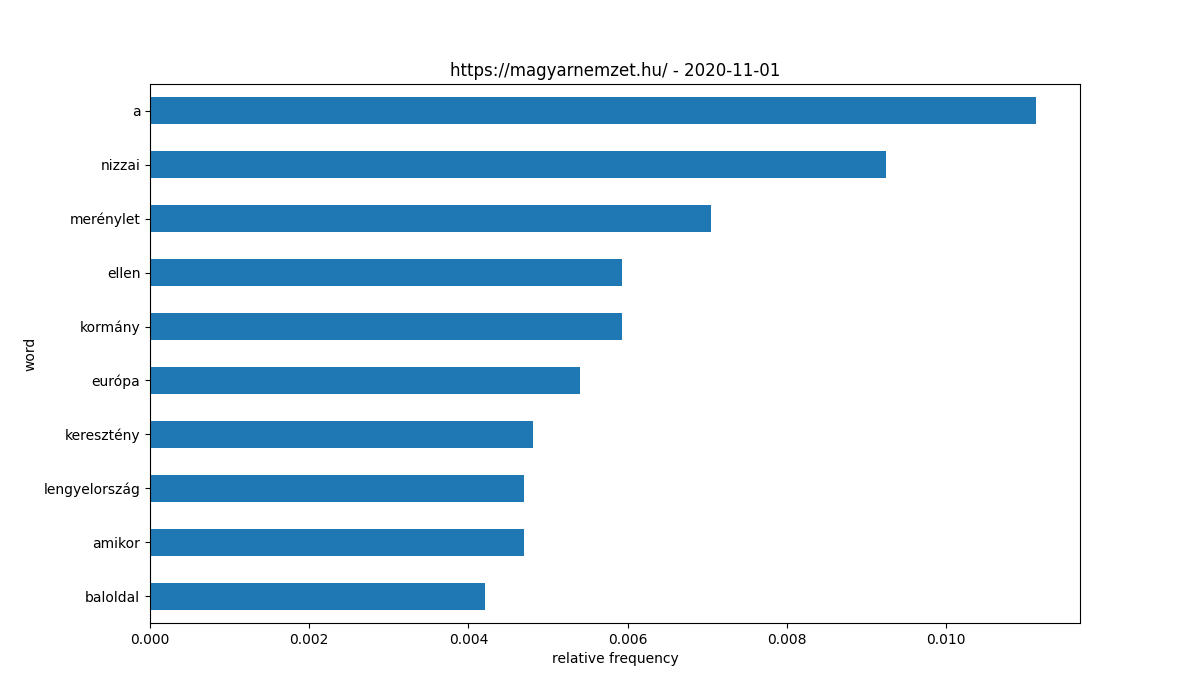 https://magyarnemzet.hu/ - 2020-11-01
a
nizzai
merénylet
ellen
kormány
európa
keresztény
lengyelország
amikor
baloldal
word
0.000 0.002 0.004 0.006 0.008 0.010
relative frequency